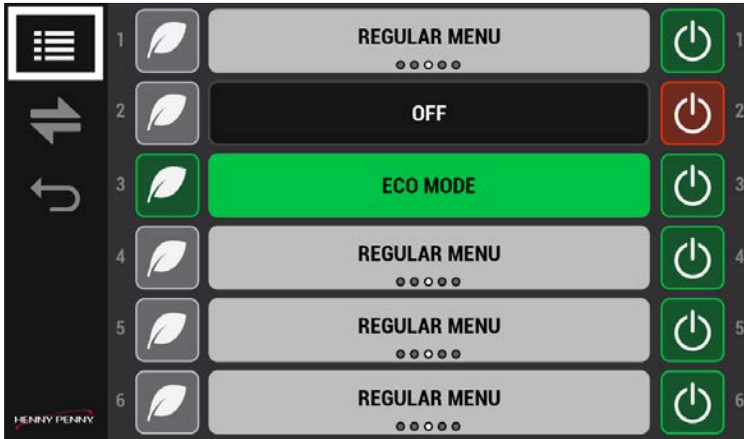 1 REGULAR MENU 1
2 OFF 2
3 ECO MODE 3
4 REGULAR MENU 4
5 REGULAR MENU 5
6 REGULAR MENU 6
HENNY PENNY